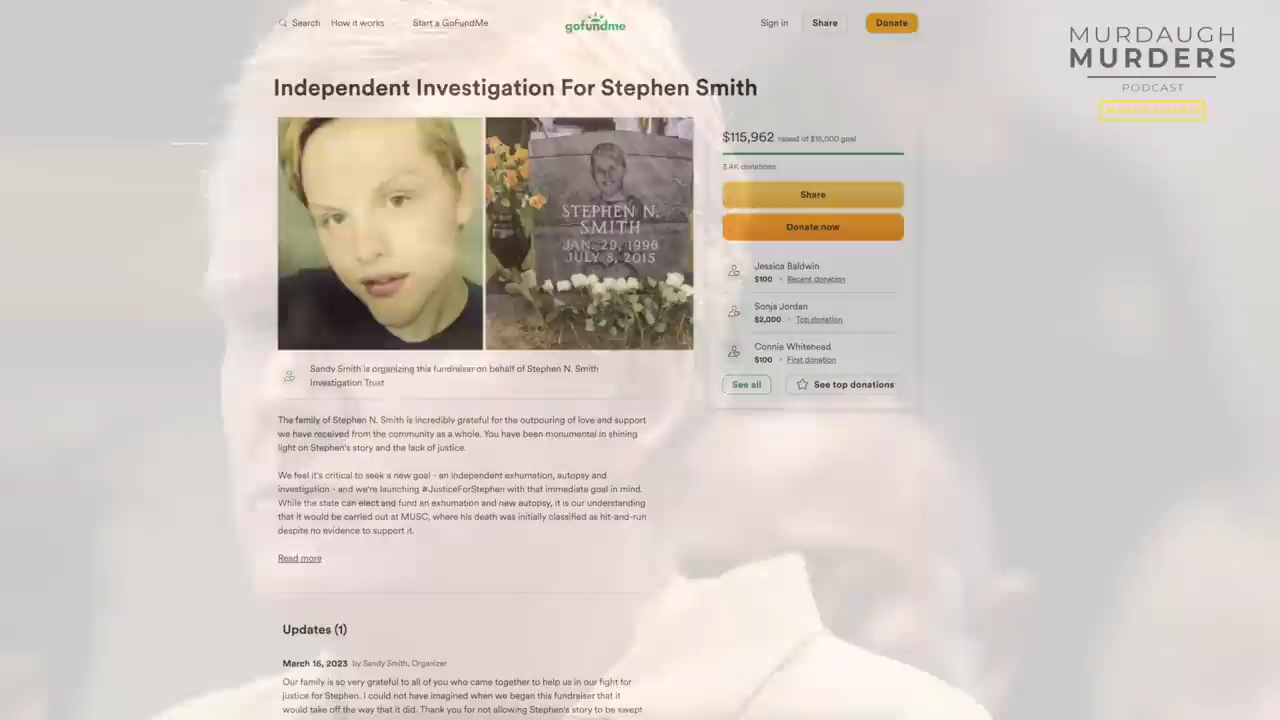 Search How it works Start a GoFundMe gofundme Sign in Share Donate
MURDAUGH
MURDERS
PODCAST
Independent Investigation For Stephen Smith
$115,962 raised of $15,000 goal
3.4K donations
Share
Donate now
STEPHEN N.
SMITH
JAN. 29, 1996
JULY 8, 2015
Jessica Baldwin
$100 · Recent donation
Sonja Jordan
$2,000 · Top donation
Connie Whitehead
$100 · First donation
See all See top donations
Sandy Smith is organizing this fundraiser on behalf of Stephen N. Smith
Investigation Trust
The family of Stephen N. Smith is incredibly grateful for the outpouring of love and support
we have received from the community as a whole. You have been monumental in shining
light on Stephen's story and the lack of justice.
We feel it's critical to seek a new goal - an independent exhumation, autopsy and
investigation - and we're launching #JusticeForStephen with that immediate goal in mind.
While the state can elect and fund an exhumation and new autopsy, it is our understanding
that it would be carried out at MUSC, where his death was initially classified as hit-and-run
despite no evidence to support it.
Read more
Updates (1)
March 16, 2023 by Sandy Smith, Organizer
Our family is so very grateful to all of you who came together to help us in our fight for
justice for Stephen. I could not have imagined when we began this fundraiser that it
would take off the way that it did. Thank you for not allowing Stephen's story to be swept